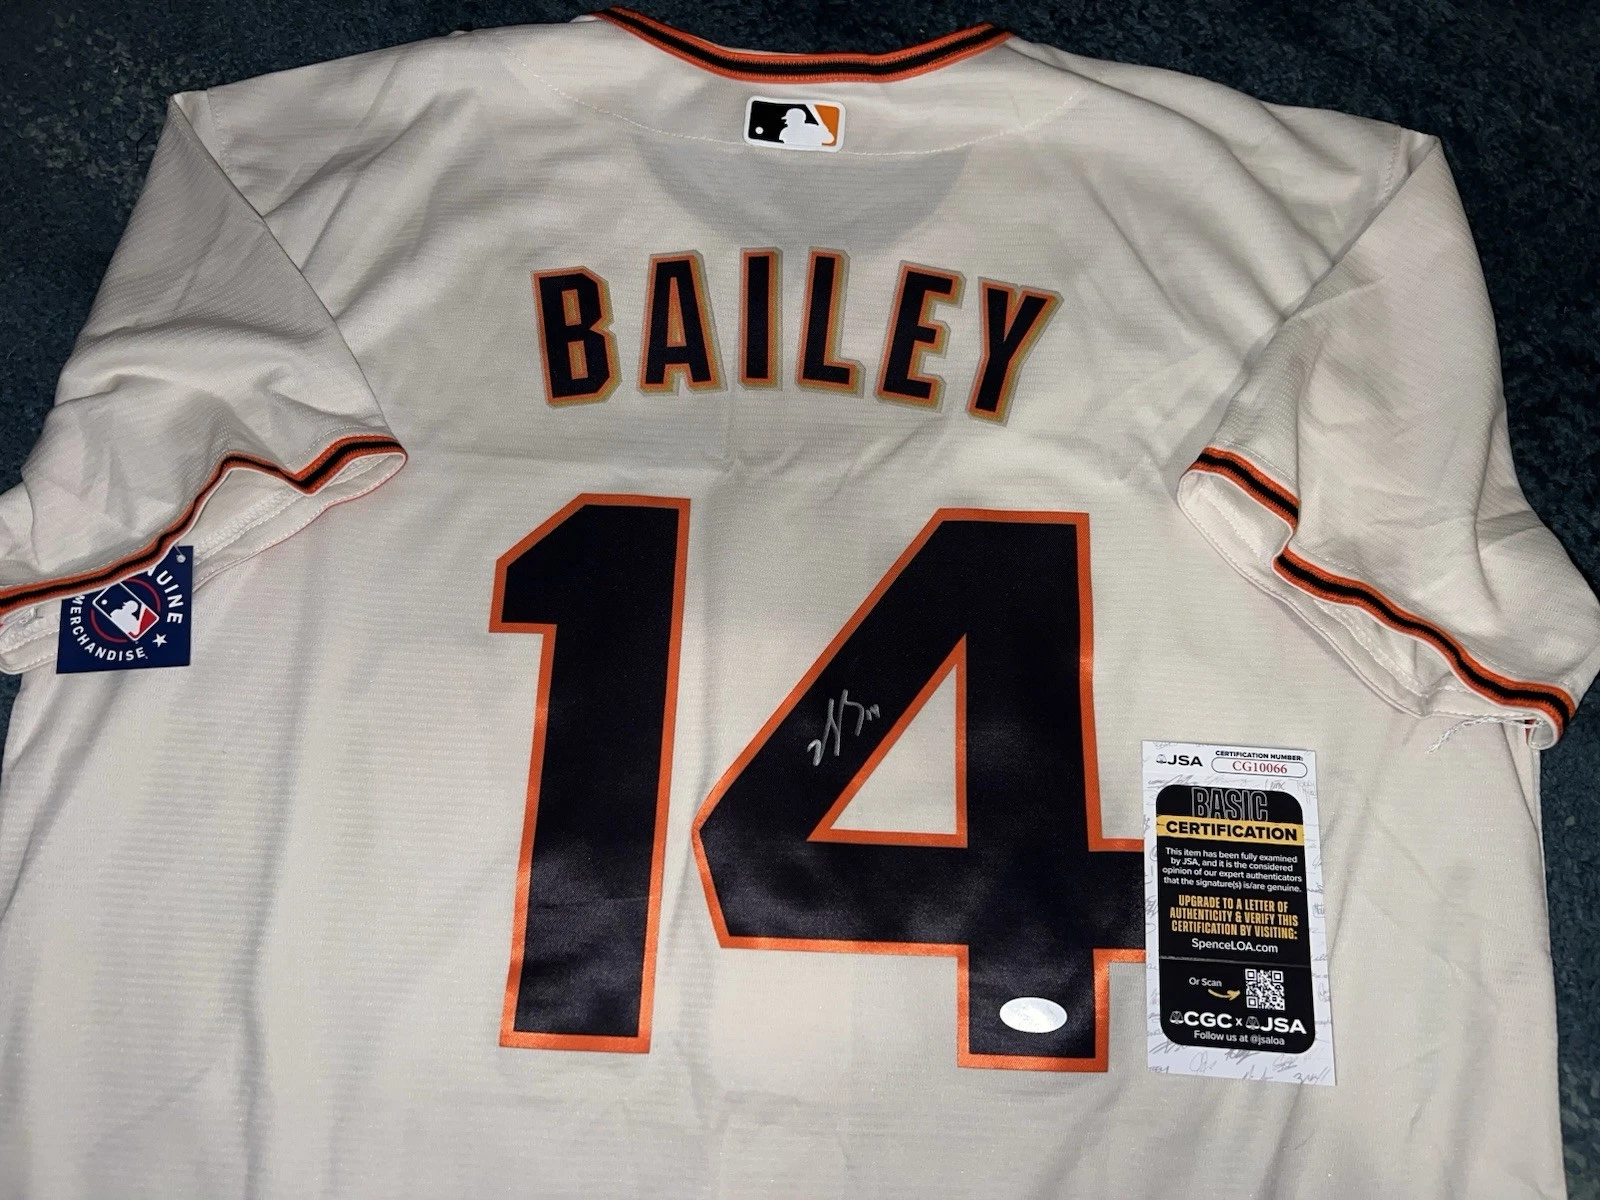 BAILEY
14
14
UINE
MERCHANDISE
JSA
CERTIFICATION NUMBER:
CG10066
BASIC
CERTIFICATION
This item has been fully examined
by JSA, and it is the considered
opinion of our expert authenticators
that the signature(s) is/are genuine.
UPGRADE TO A LETTER OF
AUTHENTICITY & VERIFY THIS
CERTIFICATION BY VISITING:
SpenceLOA.com
Or Scan
CGC x JSA
Follow us at @jsaloa